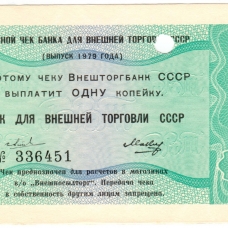 НОЙ ЧЕК БАНКА ДЛЯ ВНЕШНЕЙ ТОРГОВЛИ СССР
(ВЫПУСК 1979 ГОДА)
ЭТОМУ ЧЕКУ ВНЕШТОРГБАНК СССР
ВЫПЛАТИТ ОДНУ КОПЕЙКУ.
К ДЛЯ ВНЕШНЕЙ ТОРГОВЛИ СССР
№ 336451
Чек предназначен для расчетов в магазинах
в/о „Внешпосылторг". Передача чека
в собственность другим лицам запрещена.